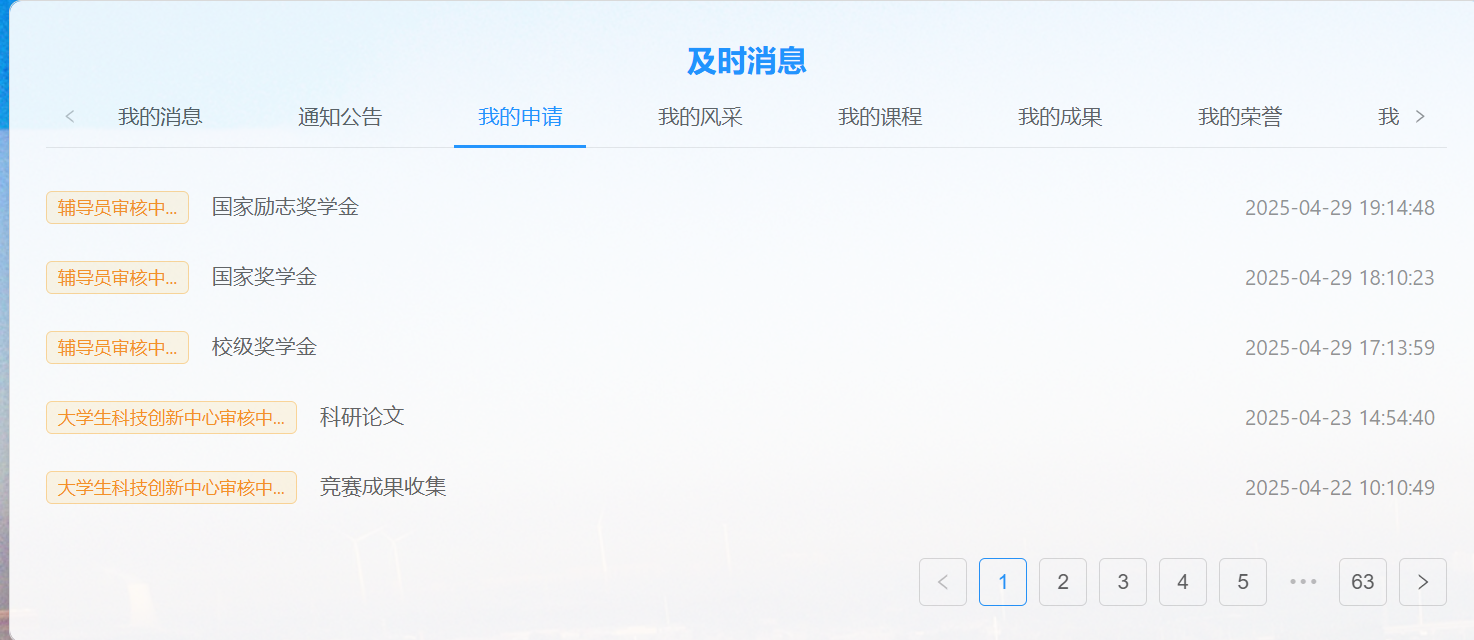 及时消息
< 我的消息 通知公告 我的申请 我的风采 我的课程 我的成果 我的荣誉 我 >
辅导员审核中... 国家励志奖学金 2025-04-29 19:14:48
辅导员审核中... 国家奖学金 2025-04-29 18:10:23
辅导员审核中... 校级奖学金 2025-04-29 17:13:59
大学生科技创新中心审核中... 科研论文 2025-04-23 14:54:40
大学生科技创新中心审核中... 竞赛成果收集 2025-04-22 10:10:49
< 1 2 3 4 5 ••• 63 >